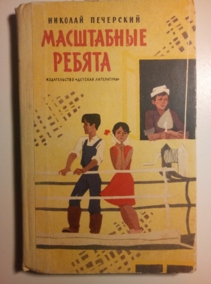 НИКОЛАЙ ПЕЧЕРСКИЙ
МАСШТАБНЫЕ
РЕБЯТА
ИЗДАТЕЛЬСТВО «ДЕТСКАЯ ЛИТЕРАТУРА»